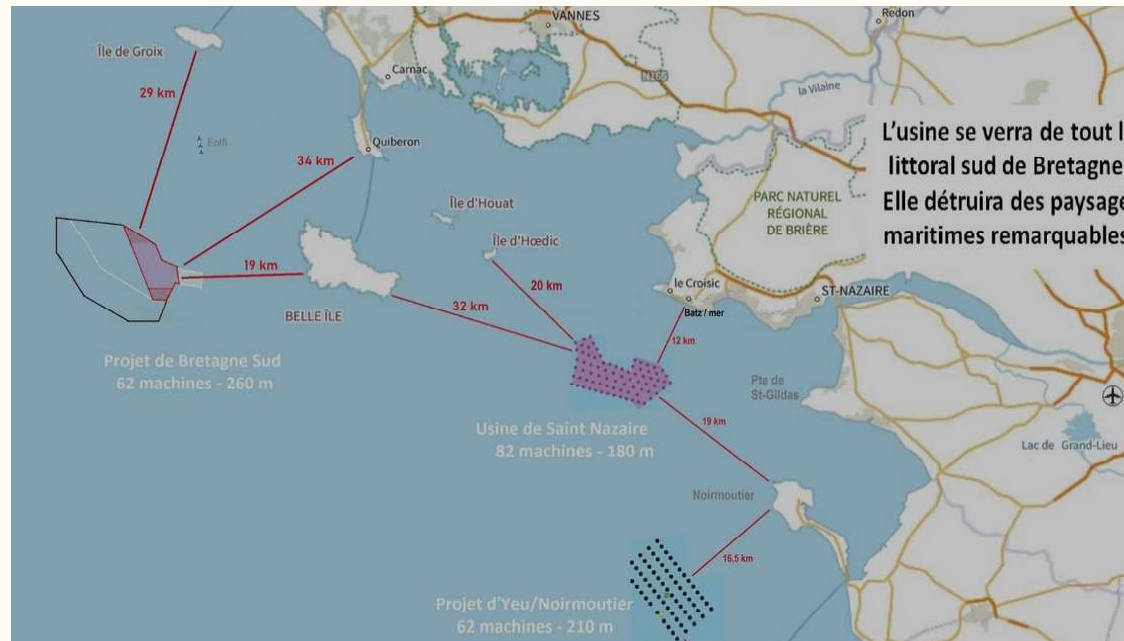 VANNES
Redon
Île de Groix
Carnac
N165
la Vilaine
29 km
Eolfi
Quiberon
34 km
L'usine se verra de tout l
littoral sud de Bretagne
Elle détruira des paysage
maritimes remarquables
Île d'Houat
PARC NATUREL
RÉGIONAL
DE BRIÈRE
Île d'Hœdic
19 km
20 km
le Croisic
ST-NAZAIRE
32 km
Batz / mer
BELLE ÎLE
12 km
Projet de Bretagne Sud
62 machines - 260 m
Pte de
St-Gildas
19 km
Usine de Saint Nazaire
82 machines - 180 m
Lac de Grand-Lieu
Noirmoutier
16,5 km
Projet d'Yeu/Noirmoutier
62 machines - 210 m